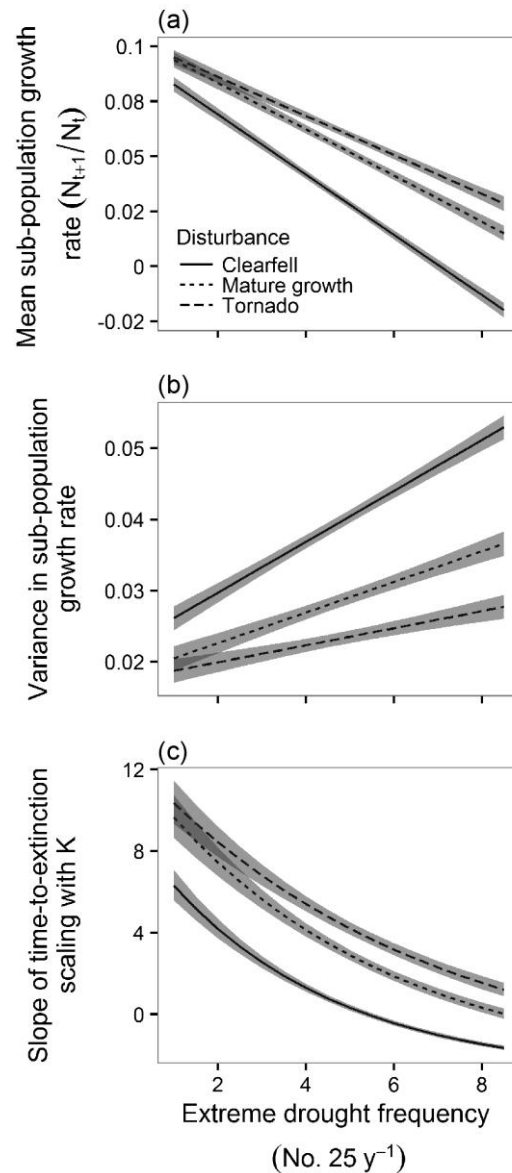 (a)
Mean sub-population growth
rate (Nt+1/Nt)
0.1
0.08
0.05
0.02
0
-0.02
Disturbance
Clearfell
Mature growth
Tornado
(b)
Variance in sub-population
growth rate
0.05
0.04
0.03
0.02
(c)
Slope of time-to-extinction
scaling with K
12
8
4
0
2
4
6
8
Extreme drought frequency
(No. 25 y⁻¹)